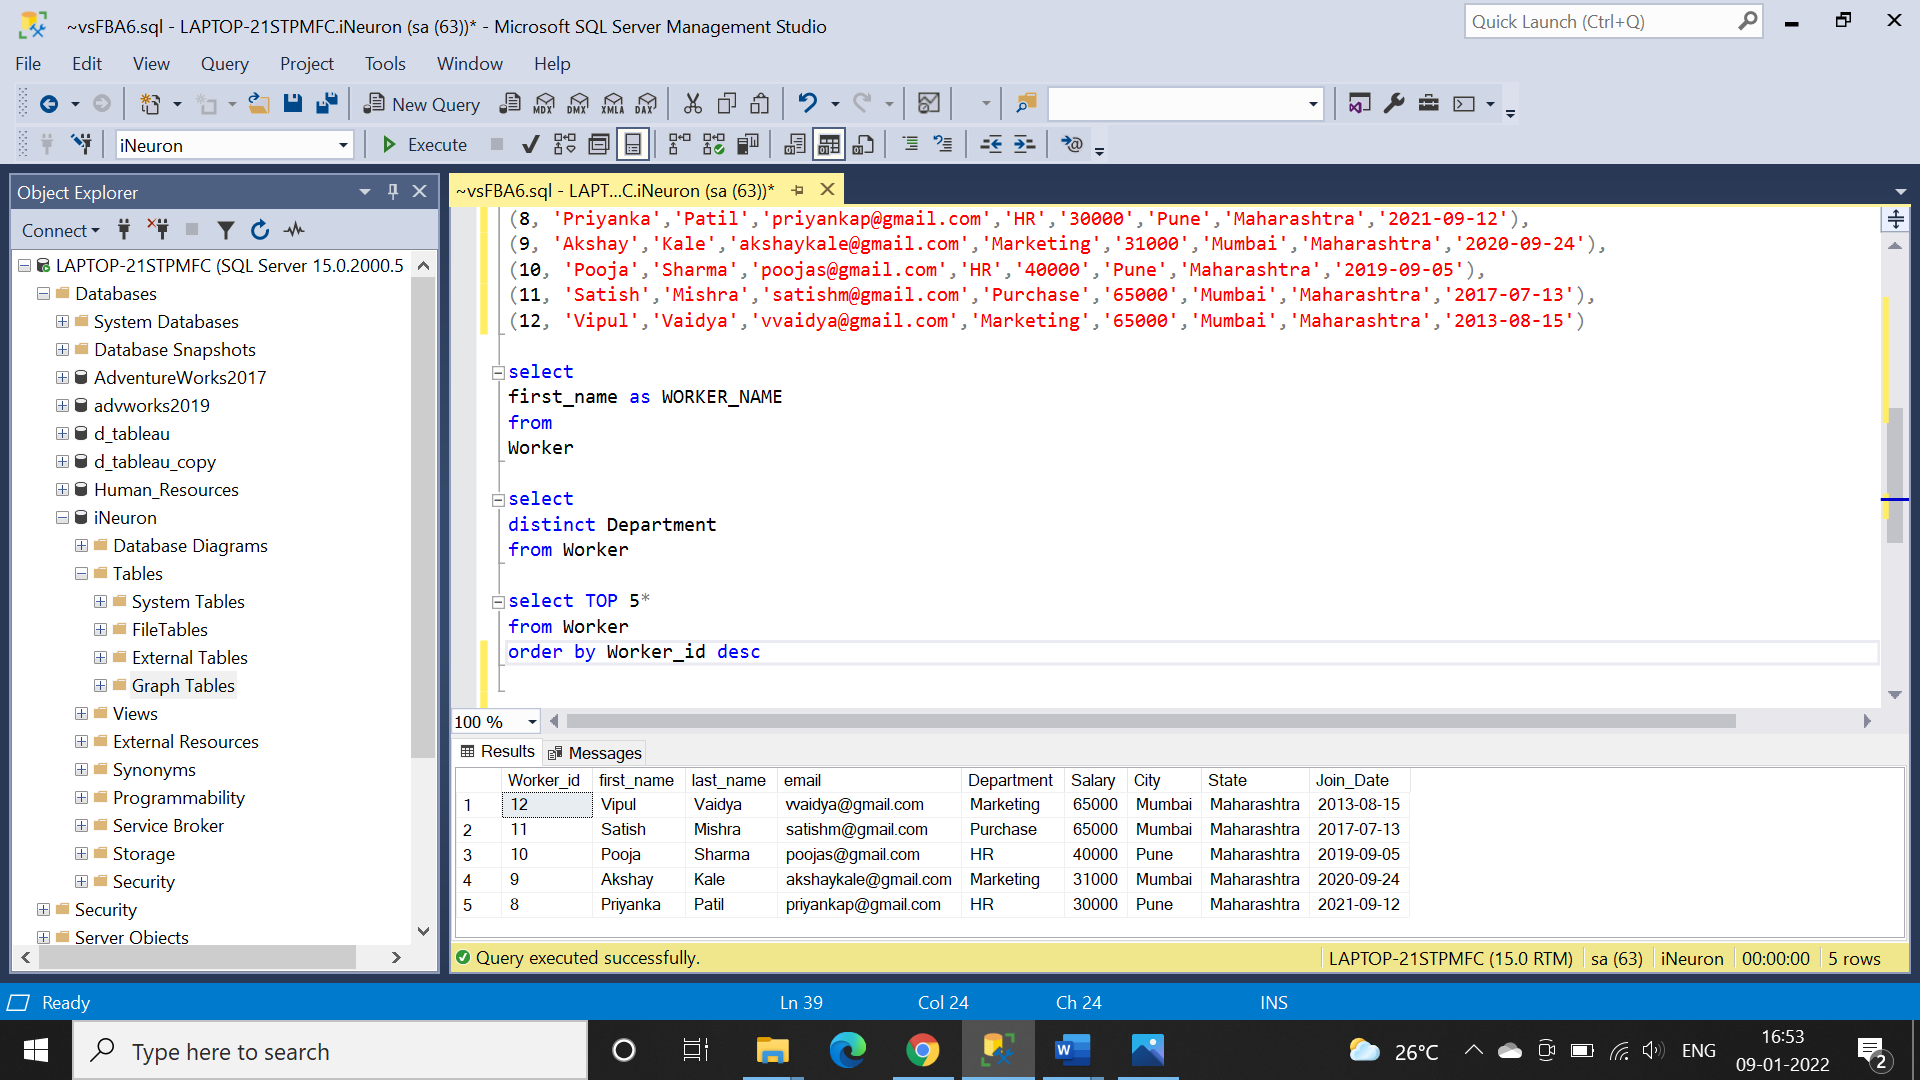 ~vsFBA6.sql - LAPTOP-21STPMFC.iNeuron (sa (63))* - Microsoft SQL Server Management Studio
Quick Launch (Ctrl+Q)
File Edit View Query Project Tools Window Help
New Query MDX DMX XMLA DAX
iNeuron Execute
Object Explorer
Connect
LAPTOP-21STPMFC (SQL Server 15.0.2000.5
Databases
System Databases
Database Snapshots
AdventureWorks2017
advworks2019
d_tableau
d_tableau_copy
Human_Resources
iNeuron
Database Diagrams
Tables
System Tables
FileTables
External Tables
Graph Tables
Views
External Resources
Synonyms
Programmability
Service Broker
Storage
Security
Security
Server Objects
~vsFBA6.sql - LAPT...C.iNeuron (sa (63))*
(8, 'Priyanka','Patil','priyankap@gmail.com','HR','30000','Pune','Maharashtra','2021-09-12'),
(9, 'Akshay','Kale','akshaykale@gmail.com','Marketing','31000','Mumbai','Maharashtra','2020-09-24'),
(10, 'Pooja','Sharma','poojas@gmail.com','HR','40000','Pune','Maharashtra','2019-09-05'),
(11, 'Satish','Mishra','satishm@gmail.com','Purchase','65000','Mumbai','Maharashtra','2017-07-13'),
(12, 'Vipul','Vaidya','vvaidya@gmail.com','Marketing','65000','Mumbai','Maharashtra','2013-08-15')
select
first_name as WORKER_NAME
from
Worker
select
distinct Department
from Worker
select TOP 5*
from Worker
order by Worker_id desc
100 %
Results Messages
Worker_id first_name last_name email Department Salary City State Join_Date
1 12 Vipul Vaidya vvaidya@gmail.com Marketing 65000 Mumbai Maharashtra 2013-08-15
2 11 Satish Mishra satishm@gmail.com Purchase 65000 Mumbai Maharashtra 2017-07-13
3 10 Pooja Sharma poojas@gmail.com HR 40000 Pune Maharashtra 2019-09-05
4 9 Akshay Kale akshaykale@gmail.com Marketing 31000 Mumbai Maharashtra 2020-09-24
5 8 Priyanka Patil priyankap@gmail.com HR 30000 Pune Maharashtra 2021-09-12
Query executed successfully. LAPTOP-21STPMFC (15.0 RTM) sa (63) iNeuron 00:00:00 5 rows
Ready Ln 39 Col 24 Ch 24 INS
Type here to search
26°C ENG
16:53
09-01-2022
2